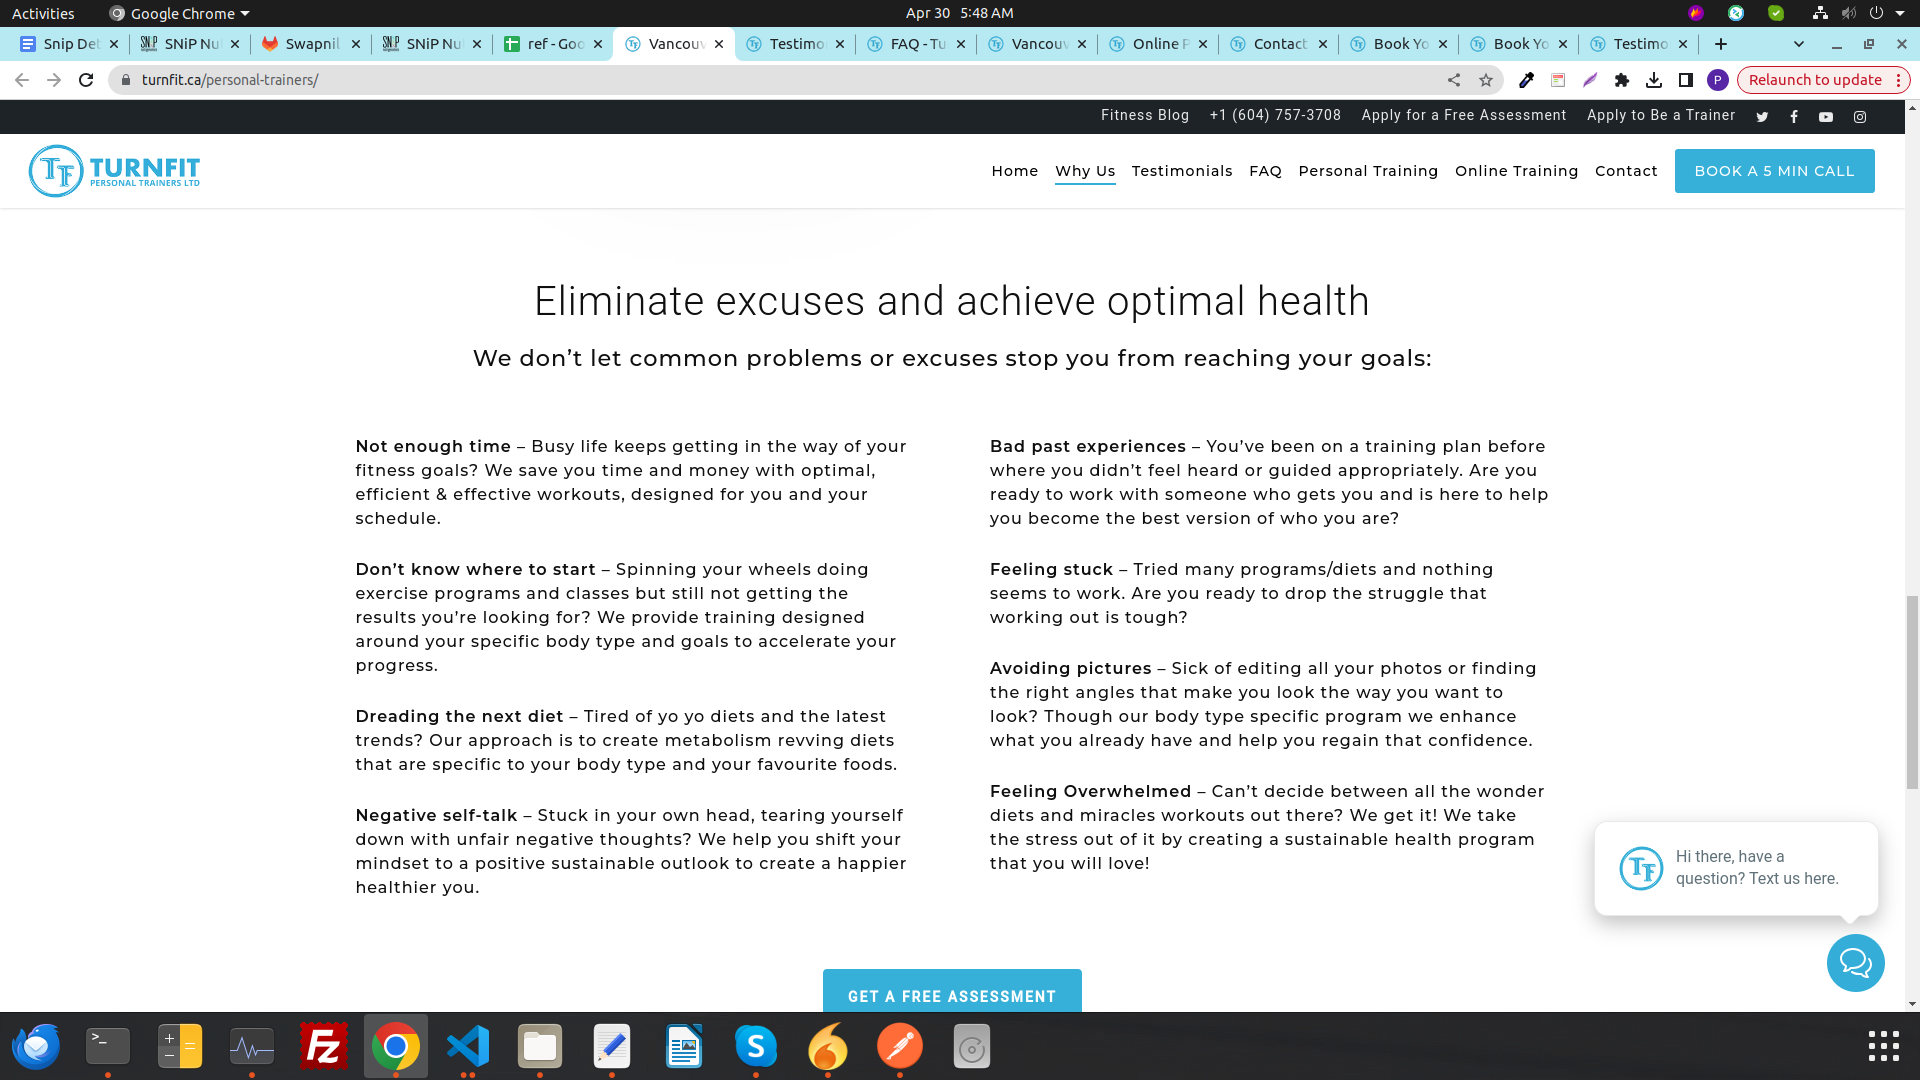 Activities
Google Chrome
Apr 30 5:48 AM
Snip De
SNiP Nu
Swapnil
SNiP Nu
ref - Goo
Vancouv
Testimo
FAQ - Tu
Vancouv
Online P
Contact
Book Yo
Book Yo
Testimo
turnfit.ca/personal-trainers/
P
Relaunch to update
Fitness Blog
+1 (604) 757-3708
Apply for a Free Assessment
Apply to Be a Trainer
TF
TURNFIT
PERSONAL TRAINERS LTD
Home
Why Us
Testimonials
FAQ
Personal Training
Online Training
Contact
BOOK A 5 MIN CALL
Eliminate excuses and achieve optimal health
We don’t let common problems or excuses stop you from reaching your goals:
Not enough time – Busy life keeps getting in the way of your
fitness goals? We save you time and money with optimal,
efficient & effective workouts, designed for you and your
schedule.
Don’t know where to start – Spinning your wheels doing
exercise programs and classes but still not getting the
results you’re looking for? We provide training designed
around your specific body type and goals to accelerate your
progress.
Dreading the next diet – Tired of yo yo diets and the latest
trends? Our approach is to create metabolism revving diets
that are specific to your body type and your favourite foods.
Negative self-talk – Stuck in your own head, tearing yourself
down with unfair negative thoughts? We help you shift your
mindset to a positive sustainable outlook to create a happier
healthier you.
Bad past experiences – You’ve been on a training plan before
where you didn’t feel heard or guided appropriately. Are you
ready to work with someone who gets you and is here to help
you become the best version of who you are?
Feeling stuck – Tried many programs/diets and nothing
seems to work. Are you ready to drop the struggle that
working out is tough?
Avoiding pictures – Sick of editing all your photos or finding
the right angles that make you look the way you want to
look? Though our body type specific program we enhance
what you already have and help you regain that confidence.
Feeling Overwhelmed – Can’t decide between all the wonder
diets and miracles workouts out there? We get it! We take
the stress out of it by creating a sustainable health program
that you will love!
TF
Hi there, have a
question? Text us here.
GET A FREE ASSESSMENT